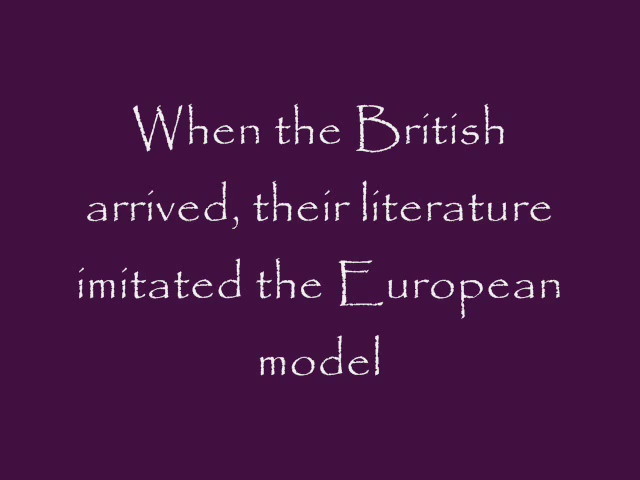 When the British
arrived, their literature
imitated the European
model